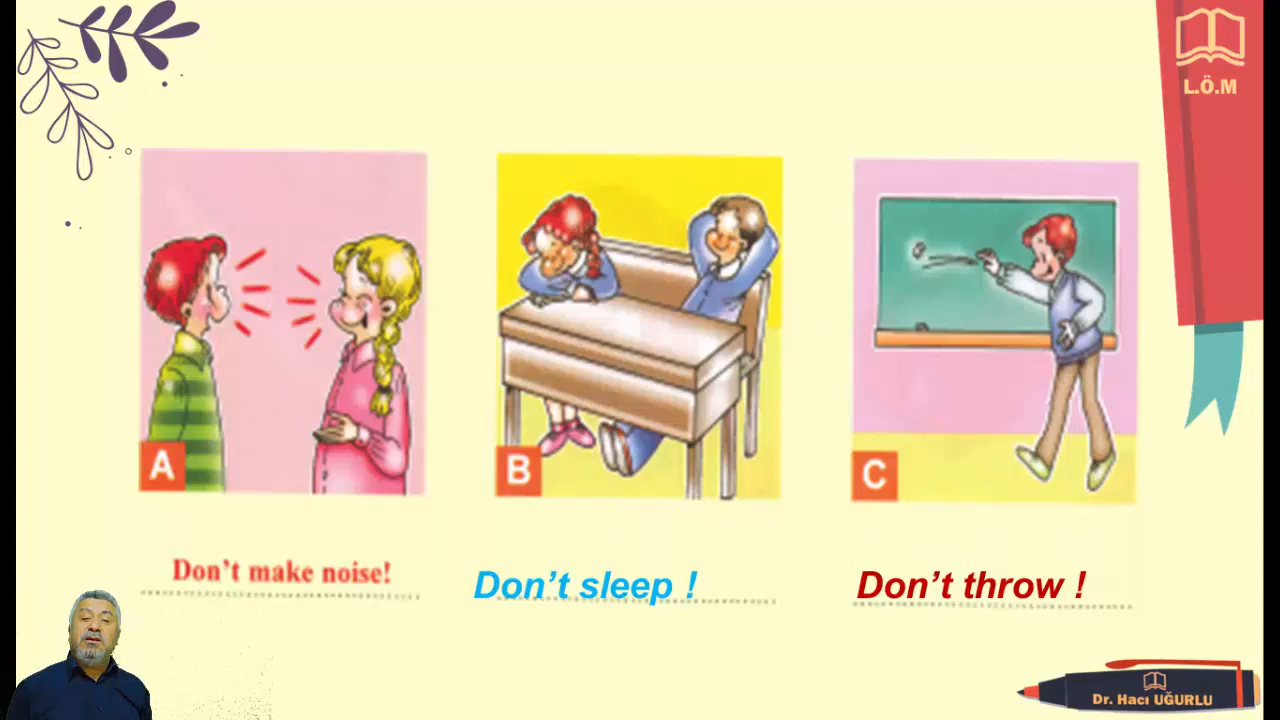 L.Ö.M
A
B
C
Don't make noise!
Don't sleep !
Don't throw !
Dr. Hacı UĞURLU